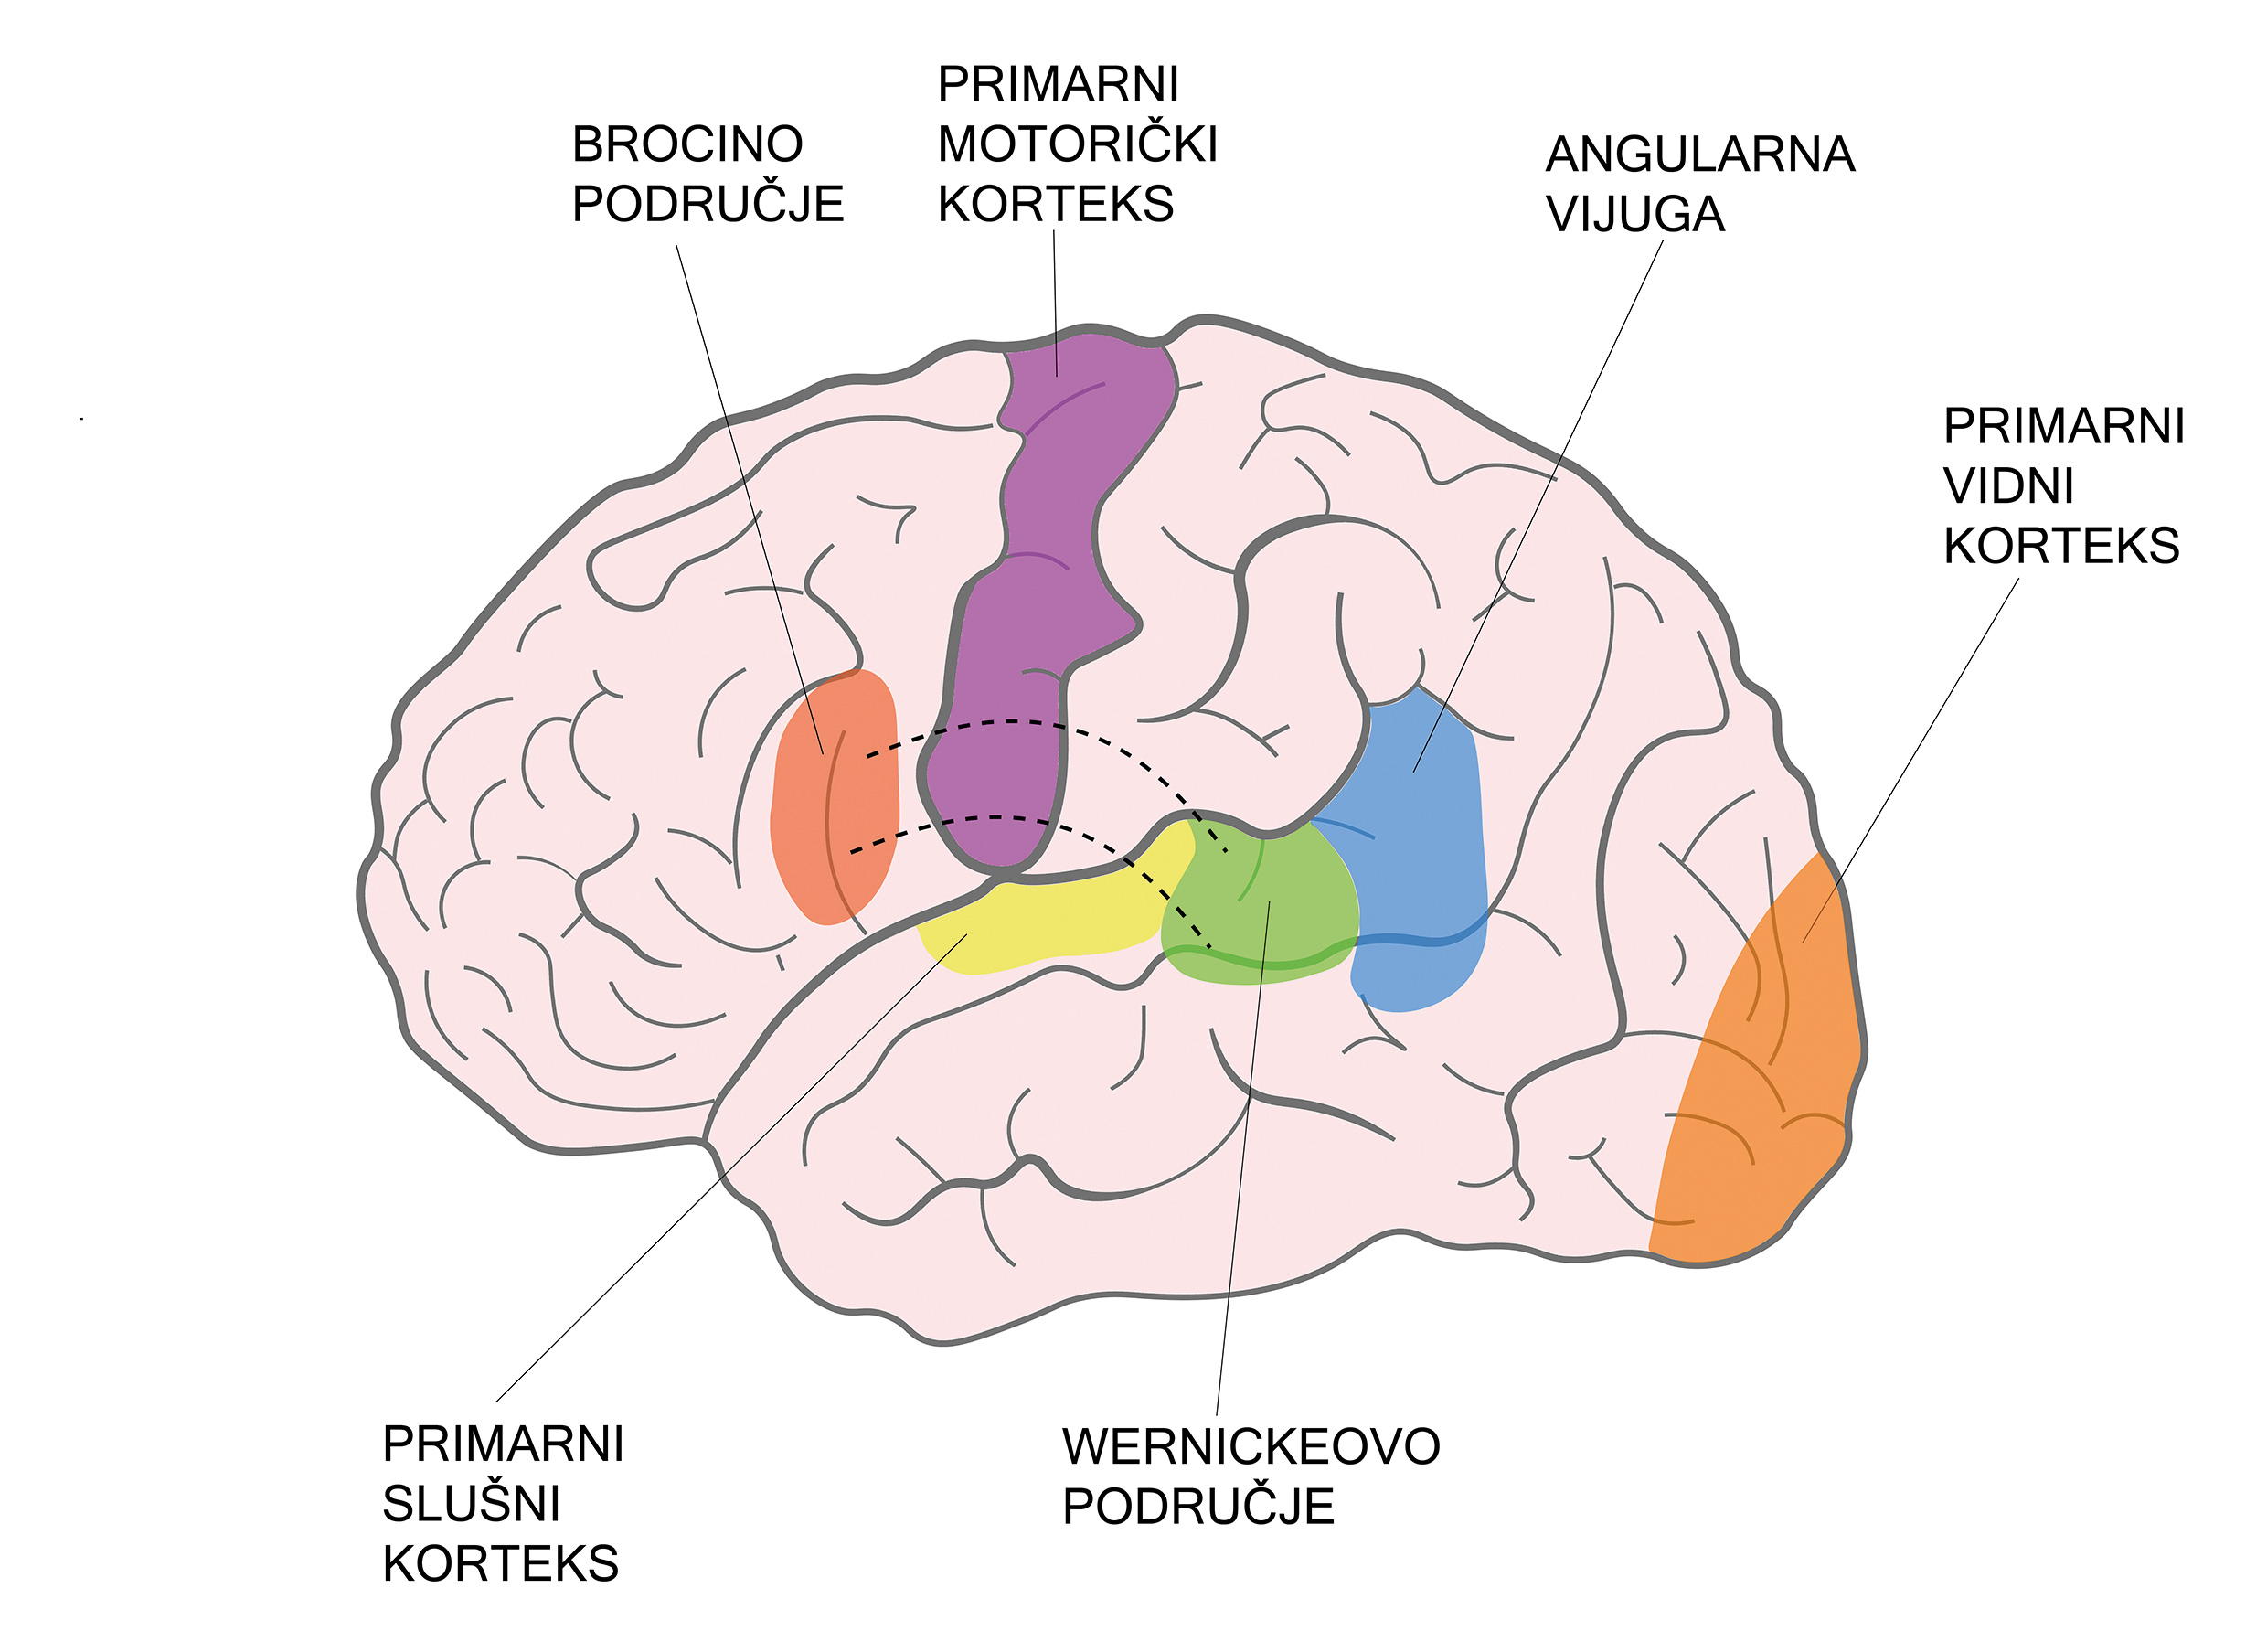 PRIMARNI
MOTORIČKI
KORTEKS
BROCINO
PODRUČJE
ANGULARNA
VIJUGA
PRIMARNI
VIDNI
KORTEKS
PRIMARNI
SLUŠNI
KORTEKS
WERNICKEOVO
PODRUČJE